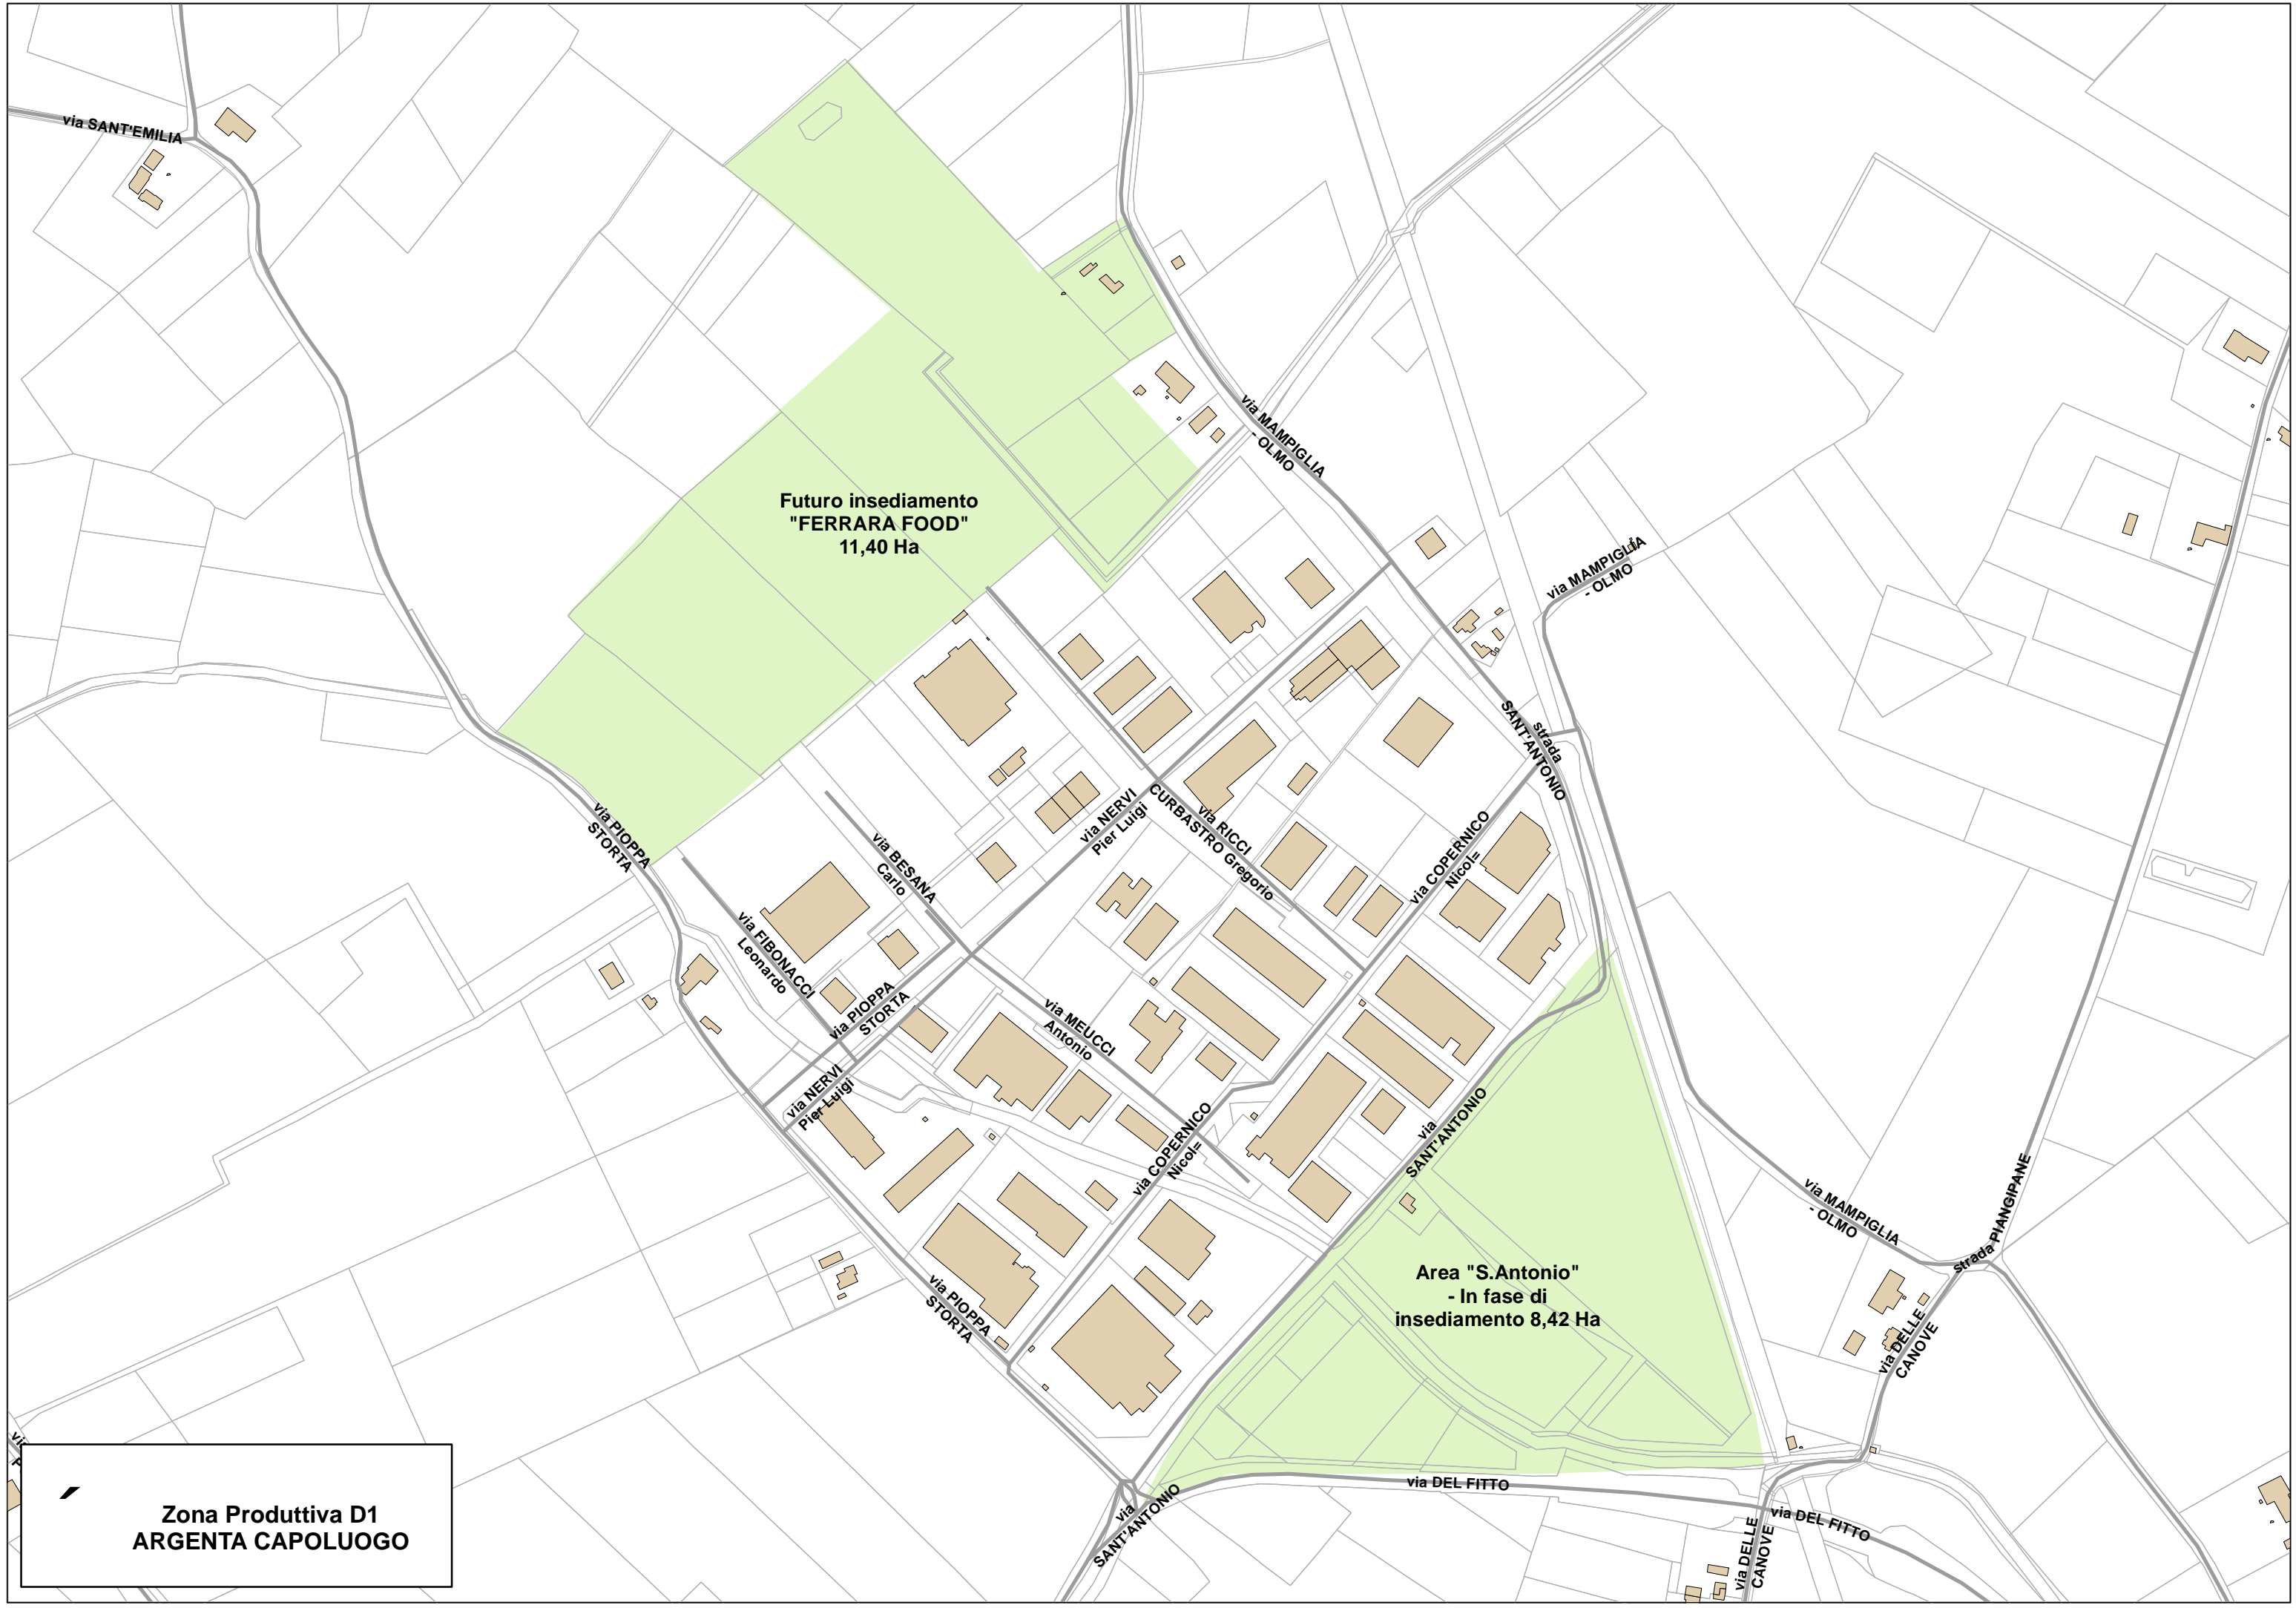 via SANT'EMILIA
via MAMPIGLIA
- OLMO
Futuro insediamento
"FERRARA FOOD"
11,40 Ha
via MAMPIGLIA
- OLMO
strada
SANT'ANTONIO
via PIOPPA
STORTA
via BESANA
Carlo
via NERVI
Pier Luigi
via RICCI
CURBASTRO Gregorio
via COPERNICO
Nicol=
via FIBONACCI
Leonardo
via PIOPPA
STORTA
via MEUCCI
Antonio
via NERVI
Pier Luigi
via COPERNICO
Nicol=
via
SANT'ANTONIO
via MAMPIGLIA
- OLMO
strada PIANGIPANE
Area "S.Antonio"
- In fase di
insediamento 8,42 Ha
via PIOPPA
STORTA
via DELLE
CANOVE
via DEL FITTO
via DEL FITTO
via
SANT'ANTONIO
via DELLE
CANOVE
Zona Produttiva D1
ARGENTA CAPOLUOGO